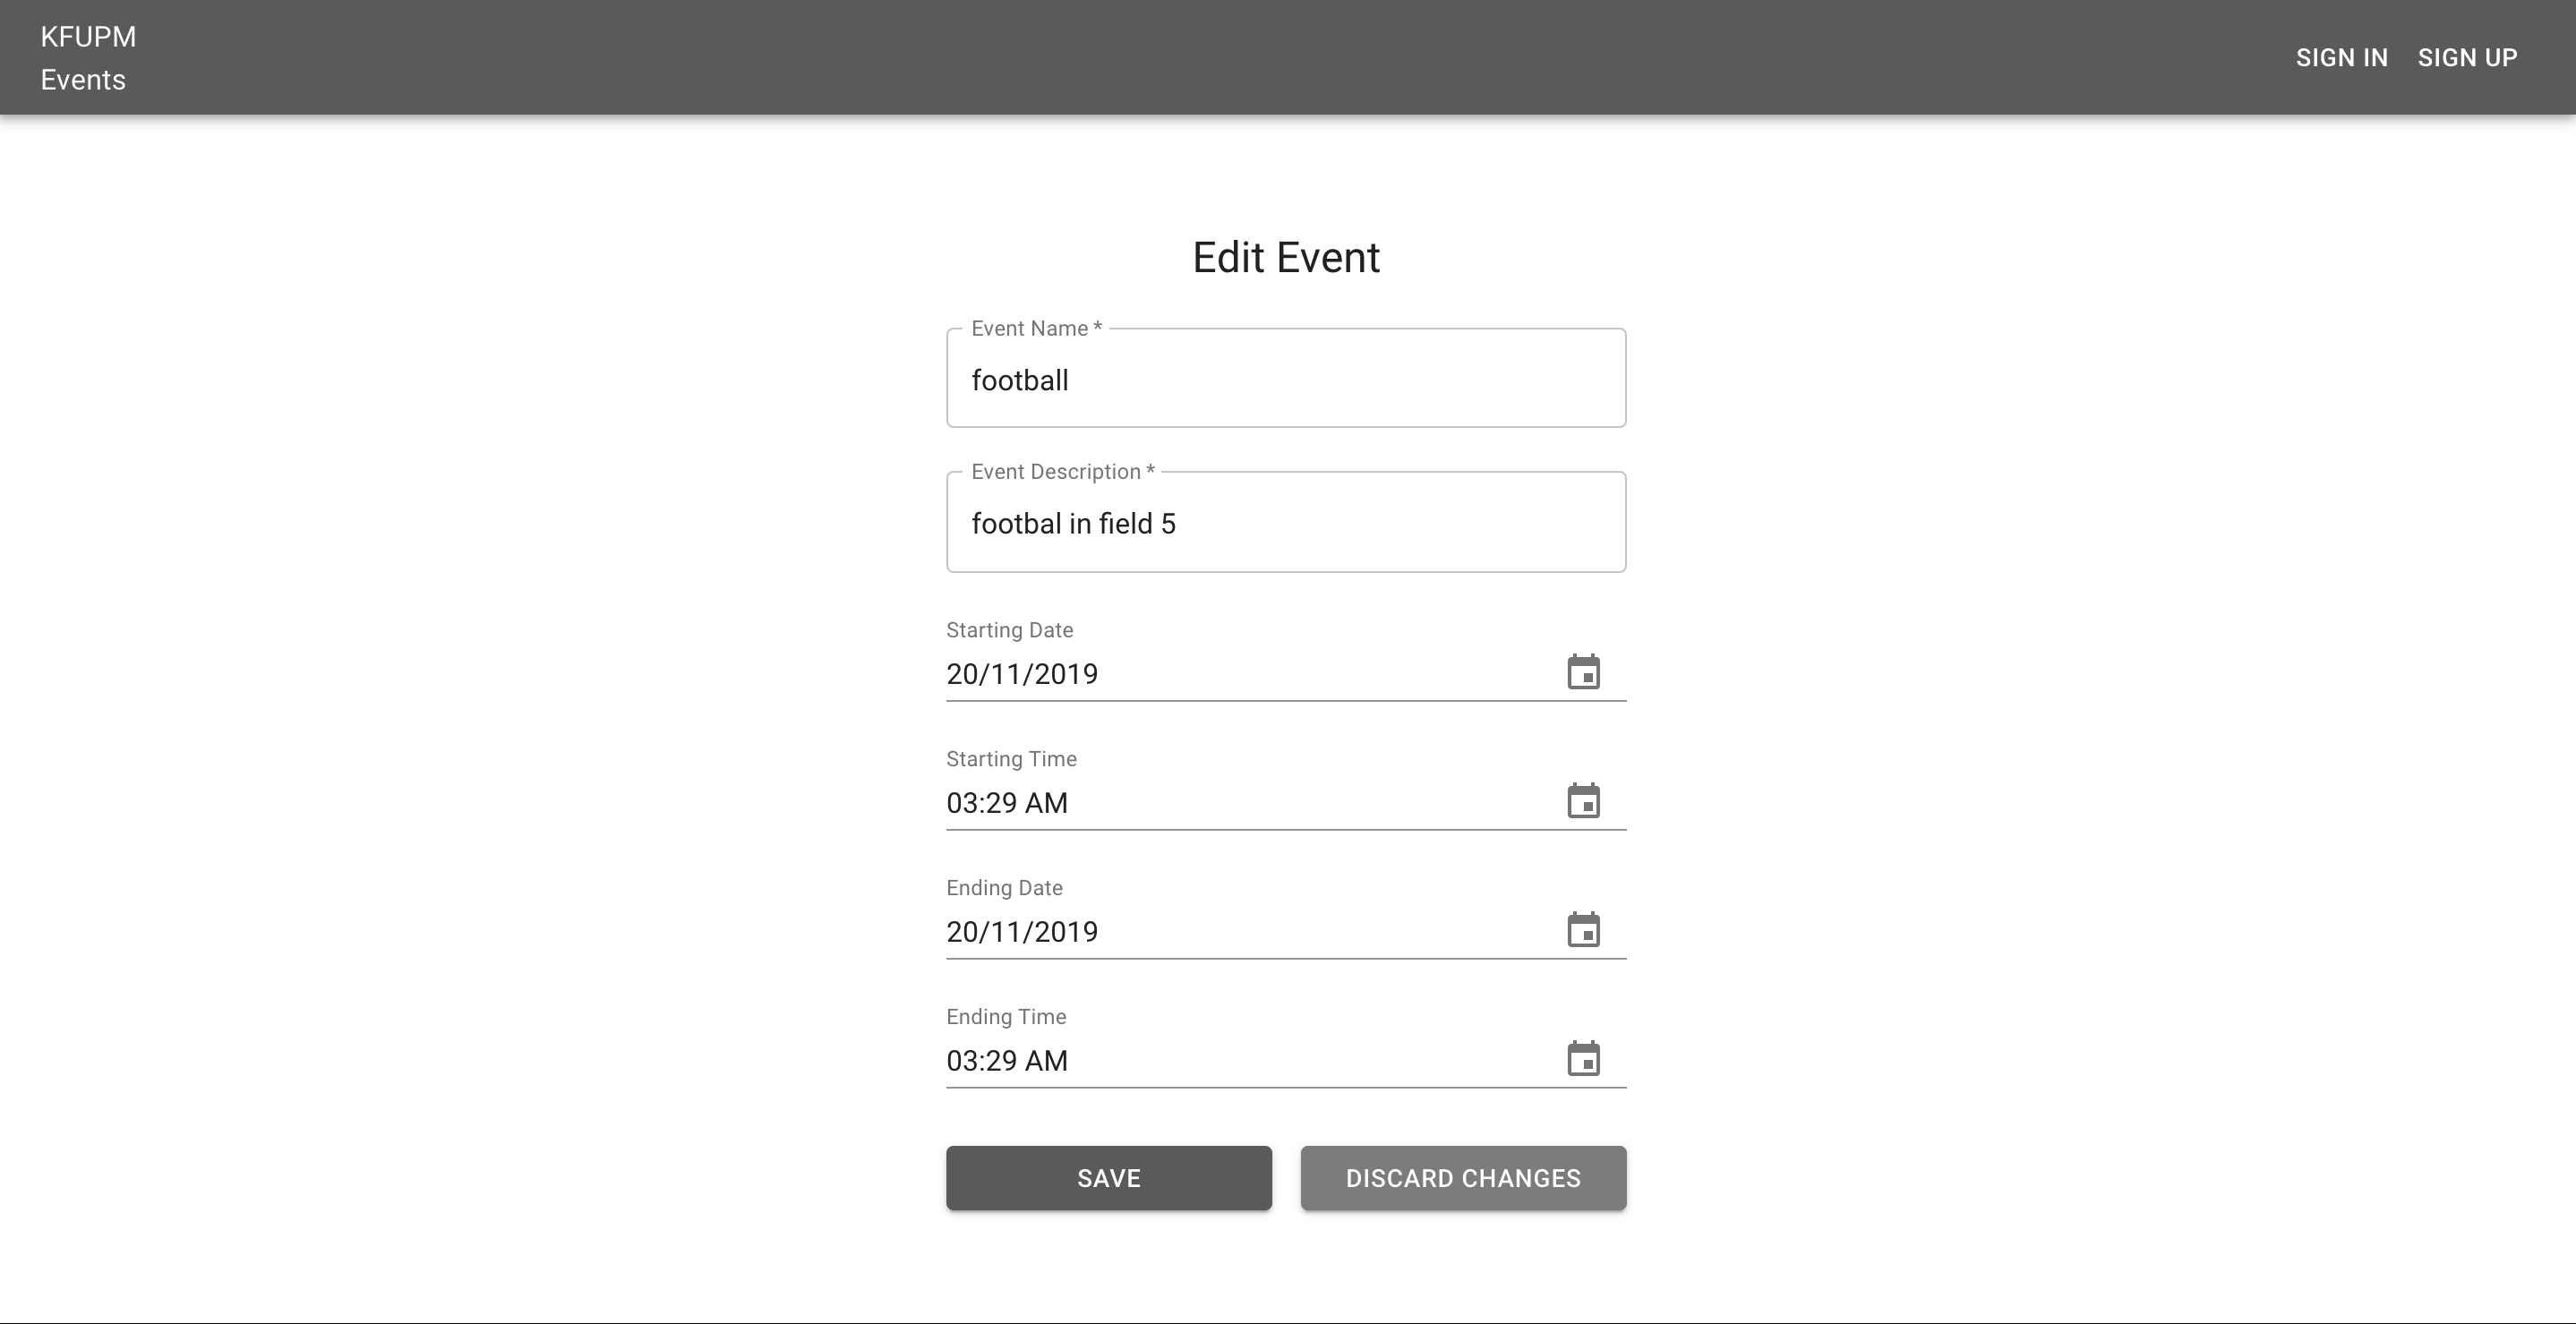 KFUPM
Events
SIGN IN SIGN UP
Edit Event
Event Name *
football
Event Description *
footbal in field 5
Starting Date
20/11/2019
Starting Time
03:29 AM
Ending Date
20/11/2019
Ending Time
03:29 AM
SAVE DISCARD CHANGES